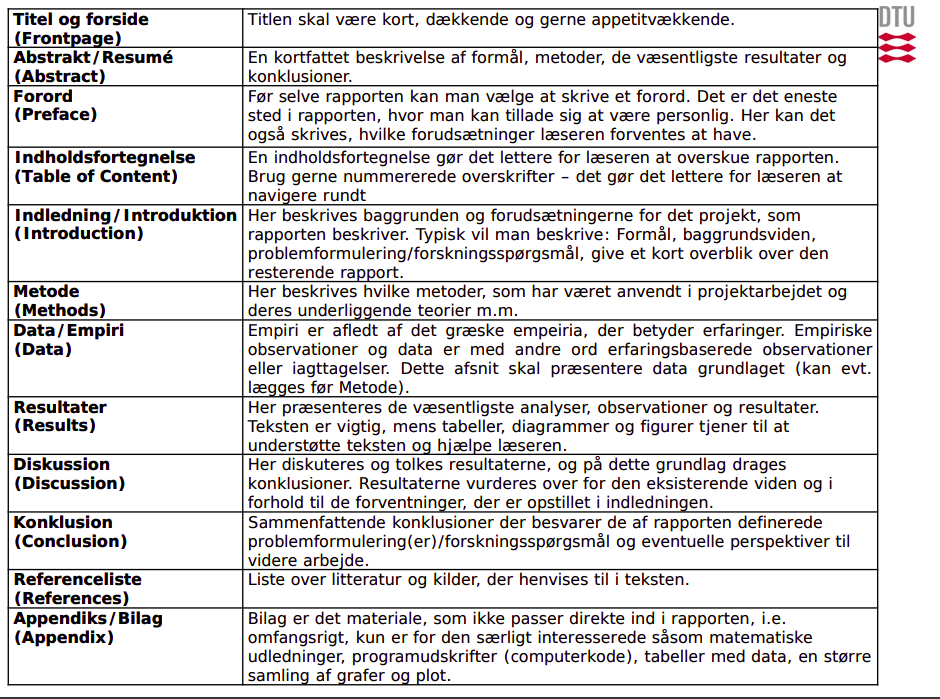 Titel og forside
(Frontpage)
Titlen skal være kort, dækkende og gerne appetitvækkende.
Abstrakt/Resumé
(Abstract)
En kortfattet beskrivelse af formål, metoder, de væsentligste resultater og
konklusioner.
Forord
(Preface)
Før selve rapporten kan man vælge at skrive et forord. Det er det eneste
sted i rapporten, hvor man kan tillade sig at være personlig. Her kan det
også skrives, hvilke forudsætninger læseren forventes at have.
Indholdsfortegnelse
(Table of Content)
En indholdsfortegnelse gør det lettere for læseren at overskue rapporten.
Brug gerne nummererede overskrifter – det gør det lettere for læseren at
navigere rundt
Indledning/Introduktion
(Introduction)
Her beskrives baggrunden og forudsætningerne for det projekt, som
rapporten beskriver. Typisk vil man beskrive: Formål, baggrundsviden,
problemformulering/forskningsspørgsmål, give et kort overblik over den
resterende rapport.
Metode
(Methods)
Her beskrives hvilke metoder, som har været anvendt i projektarbejdet og
deres underliggende teorier m.m.
Data/Empiri
(Data)
Empiri er afledt af det græske empeiria, der betyder erfaringer. Empiriske
observationer og data er med andre ord erfaringsbaserede observationer
eller iagttagelser. Dette afsnit skal præsentere data grundlaget (kan evt.
lægges før Metode).
Resultater
(Results)
Her præsenteres de væsentligste analyser, observationer og resultater.
Teksten er vigtig, mens tabeller, diagrammer og figurer tjener til at
understøtte teksten og hjælpe læseren.
Diskussion
(Discussion)
Her diskuteres og tolkes resultaterne, og på dette grundlag drages
konklusioner. Resultaterne vurderes over for den eksisterende viden og i
forhold til de forventninger, der er opstillet i indledningen.
Konklusion
(Conclusion)
Sammenfattende konklusioner der besvarer de af rapporten definerede
problemformulering(er)/forskningsspørgsmål og eventuelle perspektiver til
videre arbejde.
Referenceliste
(References)
Liste over litteratur og kilder, der henvises til i teksten.
Appendiks/Bilag
(Appendix)
Bilag er det materiale, som ikke passer direkte ind i rapporten, i.e.
omfangsrigt, kun er for den særligt interesserede såsom matematiske
udledninger, programudskrifter (computerkode), tabeller med data, en større
samling af grafer og plot.
DTU